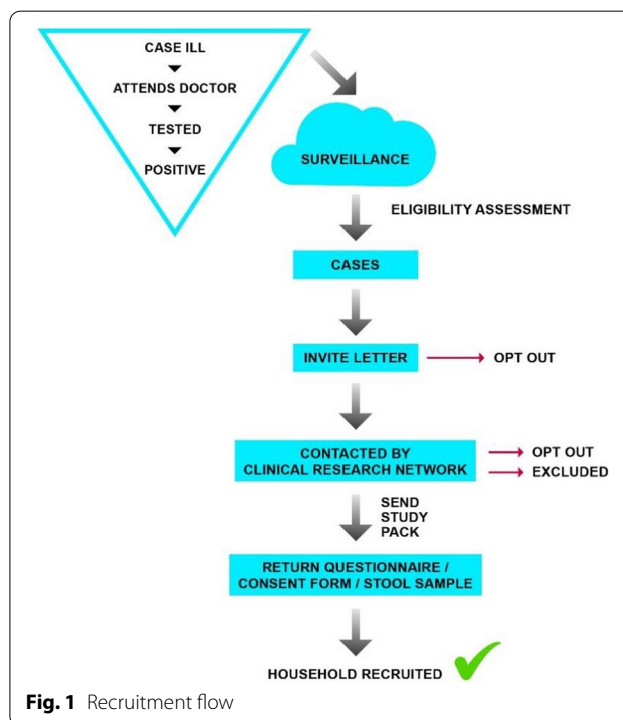 CASE ILL
ATTENDS DOCTOR
TESTED
POSITIVE
SURVEILLANCE
ELIGIBILITY ASSESSMENT
CASES
INVITE LETTER
OPT OUT
CONTACTED BY
CLINICAL RESEARCH NETWORK
OPT OUT
EXCLUDED
SEND
STUDY
PACK
RETURN QUESTIONNAIRE /
CONSENT FORM / STOOL SAMPLE
HOUSEHOLD RECRUITED
Fig. 1 Recruitment flow